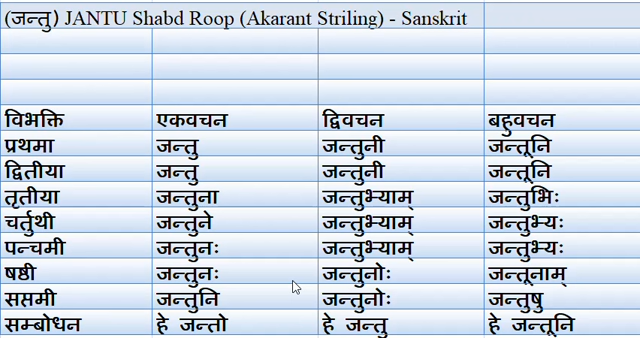 (जन्तु) JANTU Shabd Roop (Akarant Striling) - Sanskrit
विभक्ति एकवचन द्विवचन बहुवचन
प्रथमा जन्तु जन्तुनी जन्तूनि
द्वितीया जन्तु जन्तुनी जन्तूनि
तृतीया जन्तुना जन्तुभ्याम् जन्तुभिः
चर्तुथी जन्तुने जन्तुभ्याम् जन्तुभ्यः
पन्चमी जन्तुनः जन्तुभ्याम् जन्तुभ्यः
षष्ठी जन्तुनः जन्तुनोः जन्तूनाम्
सप्तमी जन्तुनि जन्तुनोः जन्तुषु
सम्बोधन हे जन्तो हे जन्तु हे जन्तूनि